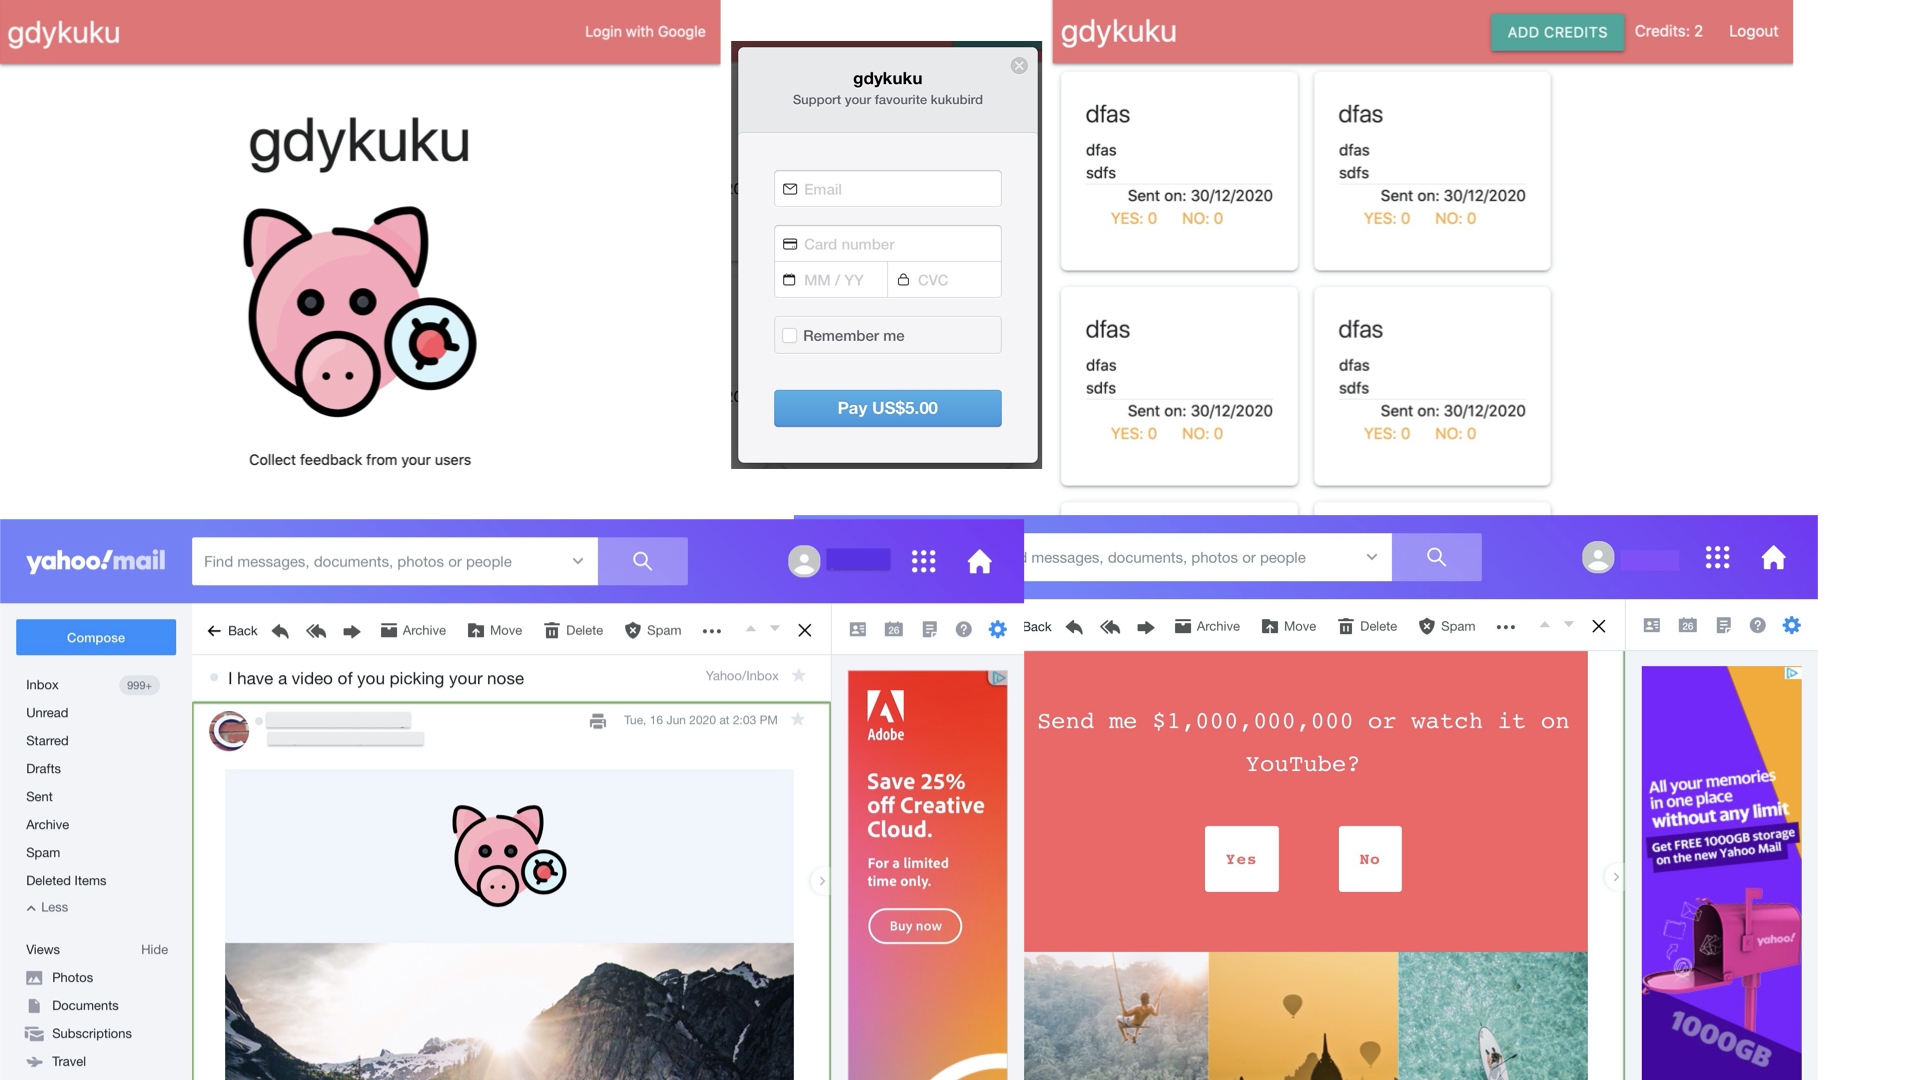 gdykuku
Login with Google
gdykuku
Collect feedback from your users
gdykuku
Support your favourite kukubird
Email
Card number
MM / YY
CVC
Remember me
Pay US$5.00
gdykuku
ADD CREDITS
Credits: 2
Logout
dfas
dfas
sdfs
Sent on: 30/12/2020
YES: 0 NO: 0
dfas
dfas
sdfs
Sent on: 30/12/2020
YES: 0 NO: 0
dfas
dfas
sdfs
Sent on: 30/12/2020
YES: 0 NO: 0
dfas
dfas
sdfs
Sent on: 30/12/2020
YES: 0 NO: 0
yahoo!mail
Find messages, documents, photos or people
Compose
Back
Archive
Move
Delete
Spam
26
Inbox 999+
Unread
Starred
Drafts
Sent
Archive
Spam
Deleted Items
Less
Views Hide
Photos
Documents
Subscriptions
Travel
I have a video of you picking your nose
Yahoo/Inbox
Tue, 16 Jun 2020 at 2:03 PM
Adobe
Save 25%
off Creative
Cloud.
For a limited
time only.
Buy now
messages, documents, photos or people
Back
Archive
Move
Delete
Spam
26
Send me $1,000,000,000 or watch it on
YouTube?
Yes
No
All your memories
in one place
without any limit
Get FREE 1000GB storage
on the new Yahoo Mail
yahoo!
1000GB